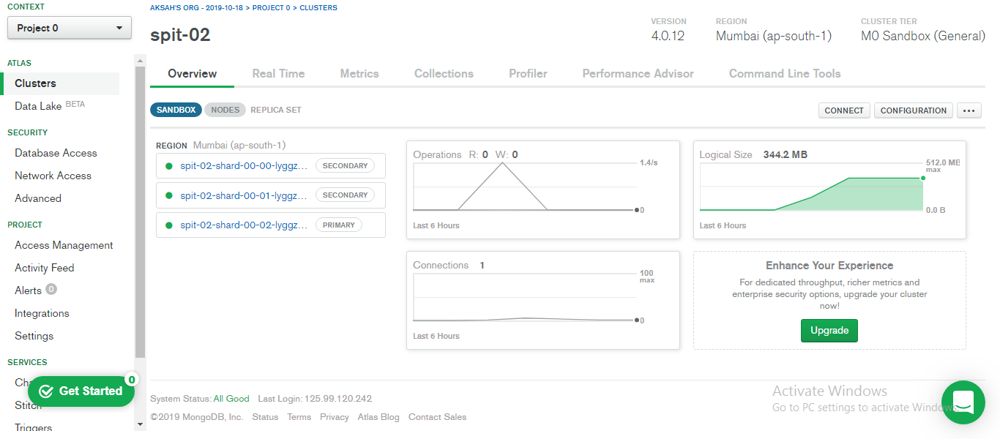 CONTEXT
Project 0
ATLAS
Clusters
Data Lake BETA
SECURITY
Database Access
Network Access
Advanced
PROJECT
Access Management
Activity Feed
Alerts 0
Integrations
Settings
SERVICES
Get Started 0
Stitch
Triggers
AKSAH'S ORG - 2019-10-18 > PROJECT 0 > CLUSTERS
spit-02
VERSION
4.0.12
REGION
Mumbai (ap-south-1)
CLUSTER TIER
M0 Sandbox (General)
Overview Real Time Metrics Collections Profiler Performance Advisor Command Line Tools
SANDBOX NODES REPLICA SET
CONNECT CONFIGURATION ...
REGION Mumbai (ap-south-1)
spit-02-shard-00-00-lyggz... SECONDARY
spit-02-shard-00-01-lyggz... SECONDARY
spit-02-shard-00-02-lyggz... PRIMARY
Operations R: 0 W: 0
1.4/s
0
Last 6 Hours
Logical Size 344.2 MB
512.0 MB
max
0.0 B
Last 6 Hours
Connections 1
100
max
0
Last 6 Hours
Enhance Your Experience
For dedicated throughput, richer metrics and
enterprise security options, upgrade your cluster
now!
Upgrade
System Status: All Good Last Login: 125.99.120.242
©2019 MongoDB, Inc. Status Terms Privacy Atlas Blog Contact Sales
Activate Windows
Go to PC settings to activate Windows.